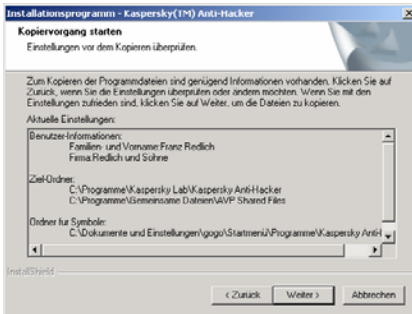 Installationsprogramm - Kaspersky(TM) Anti-Hacker
Kopiervorgang starten
Einstellungen vor dem Kopieren überprüfen.
Zum Kopieren der Programmdateien sind genügend Informationen vorhanden. Klicken Sie auf
Zurück, wenn Sie die Einstellungen überprüfen oder ändern möchten. Wenn Sie mit den
Einstellungen zufrieden sind, klicken Sie auf Weiter, um die Dateien zu kopieren.
Aktuelle Einstellungen:
Benutzer-Informationen:
Familien- und Vorname:Franz Redlich
Firma:Redlich und Sohne
Ziel-Ordner:
C:\Programme\Kaspersky Lab\Kaspersky Anti-Hacker
C:\Programme\Gemeinsame Dateien\AVP Shared Files
Ordner fur Symbole:
C:\Dokumente und Einstellungen\gogo\Startmenü\Programme\Kaspersky Anti-H
InstallShield
< Zurück Weiter > Abbrechen